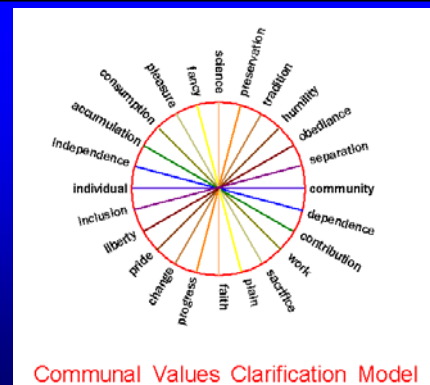 science
preservation
tradition
humility
obediance
separation
community
dependence
contribution
work
sacrifice
plain
faith
progress
change
pride
liberty
inclusion
individual
independence
accumulation
consumption
pleasure
fancy
Communal Values Clarification Model